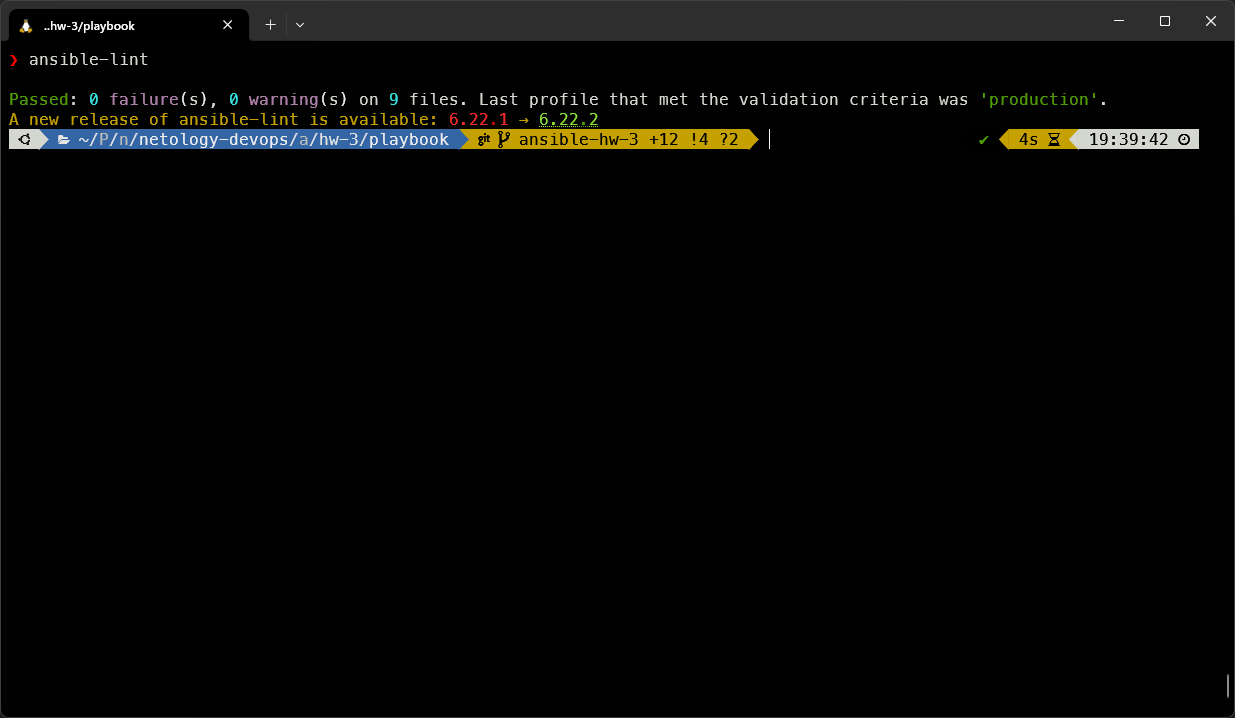 ..hw-3/playbook
❯ ansible-lint
Passed: 0 failure(s), 0 warning(s) on 9 files. Last profile that met the validation criteria was 'production'.
A new release of ansible-lint is available: 6.22.1 → 6.22.2
~/P/n/netology-devops/a/hw-3/playbook git ansible-hw-3 +12 !4 ?2 ✔ 4s 19:39:42